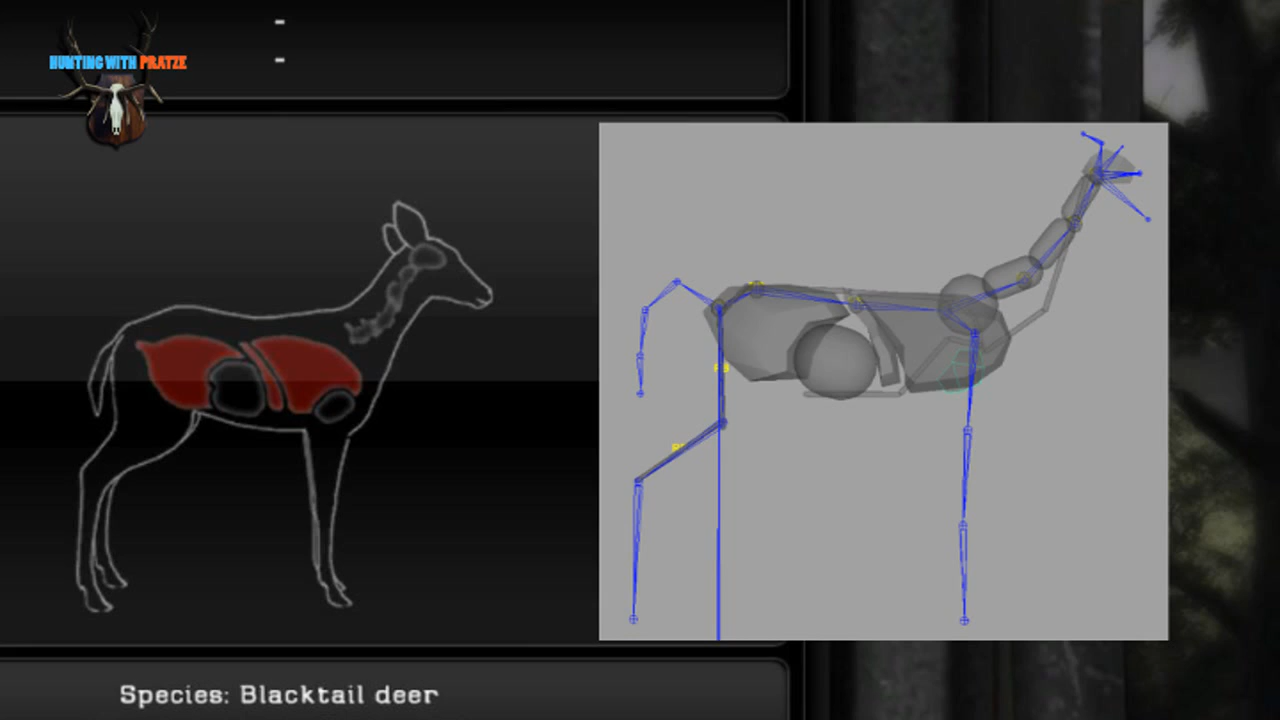 -
-
HUNTING WITH PRATZE
Species: Blacktail deer